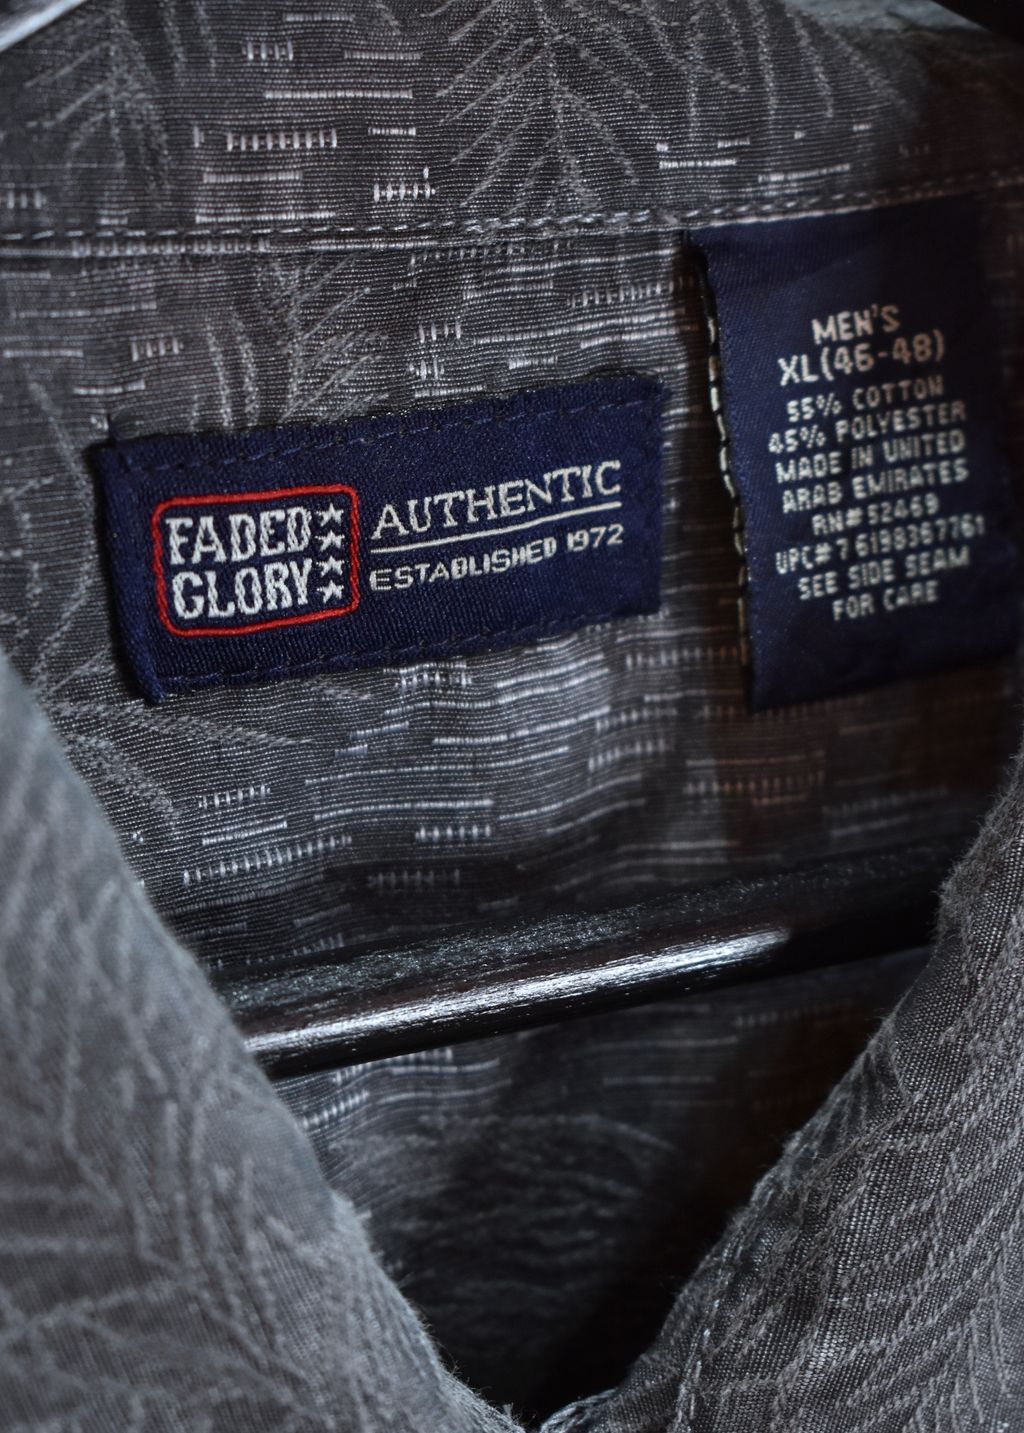 FADED
GLORY
AUTHENTIC
ESTABLISHED 1972
MEN'S
XL(46-48)
55% COTTON
45% POLYESTER
MADE IN UNITED
ARAB EMIRATES
RN# 52469
UPC# 7 6198367761
SEE SIDE SEAM
FOR CARE